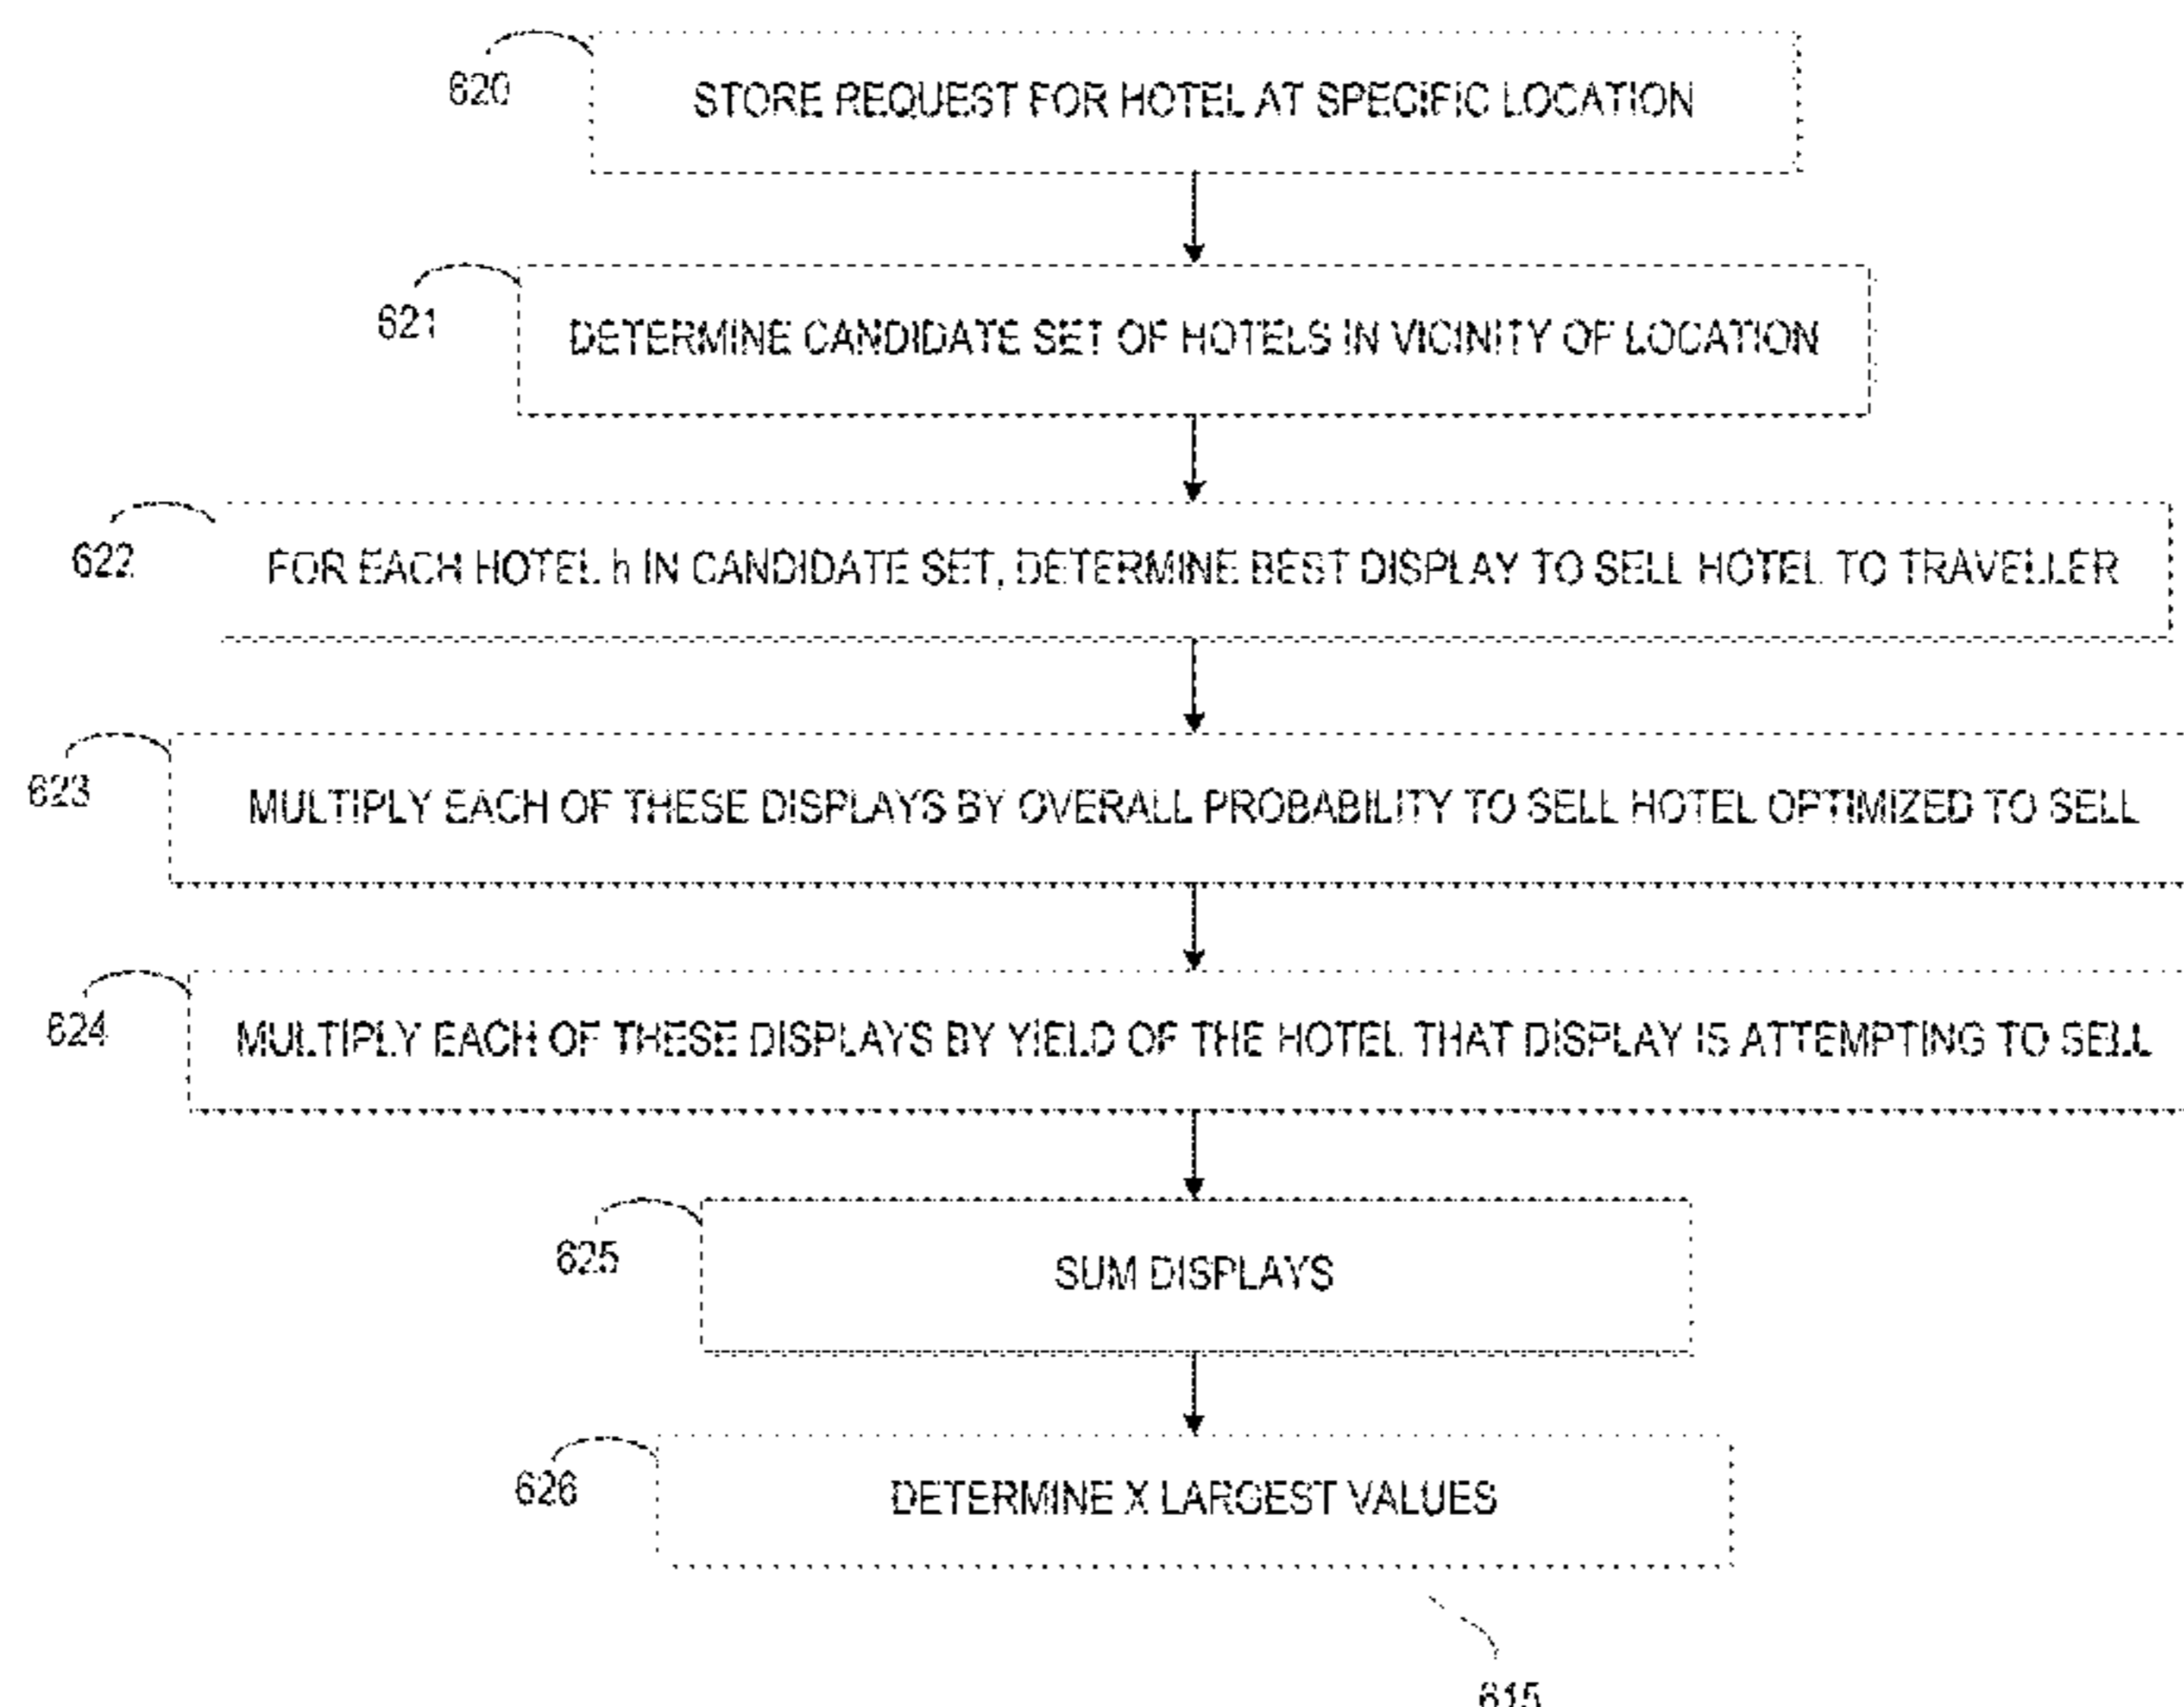 620
STORE REQUEST FOR HOTEL AT SPECIFIC LOCATION
621
DETERMINE CANDIDATE SET OF HOTELS IN VICINITY OF LOCATION
622
FOR EACH HOTEL h IN CANDIDATE SET, DETERMINE BEST DISPLAY TO SELL HOTEL TO TRAVELLER
623
MULTIPLY EACH OF THESE DISPLAYS BY OVERALL PROBABILITY TO SELL HOTEL OPTIMIZED TO SELL
624
MULTIPLY EACH OF THESE DISPLAYS BY YIELD OF THE HOTEL THAT DISPLAY IS ATTEMPTING TO SELL
625
SUM DISPLAYS
626
DETERMINE X LARGEST VALUES
615